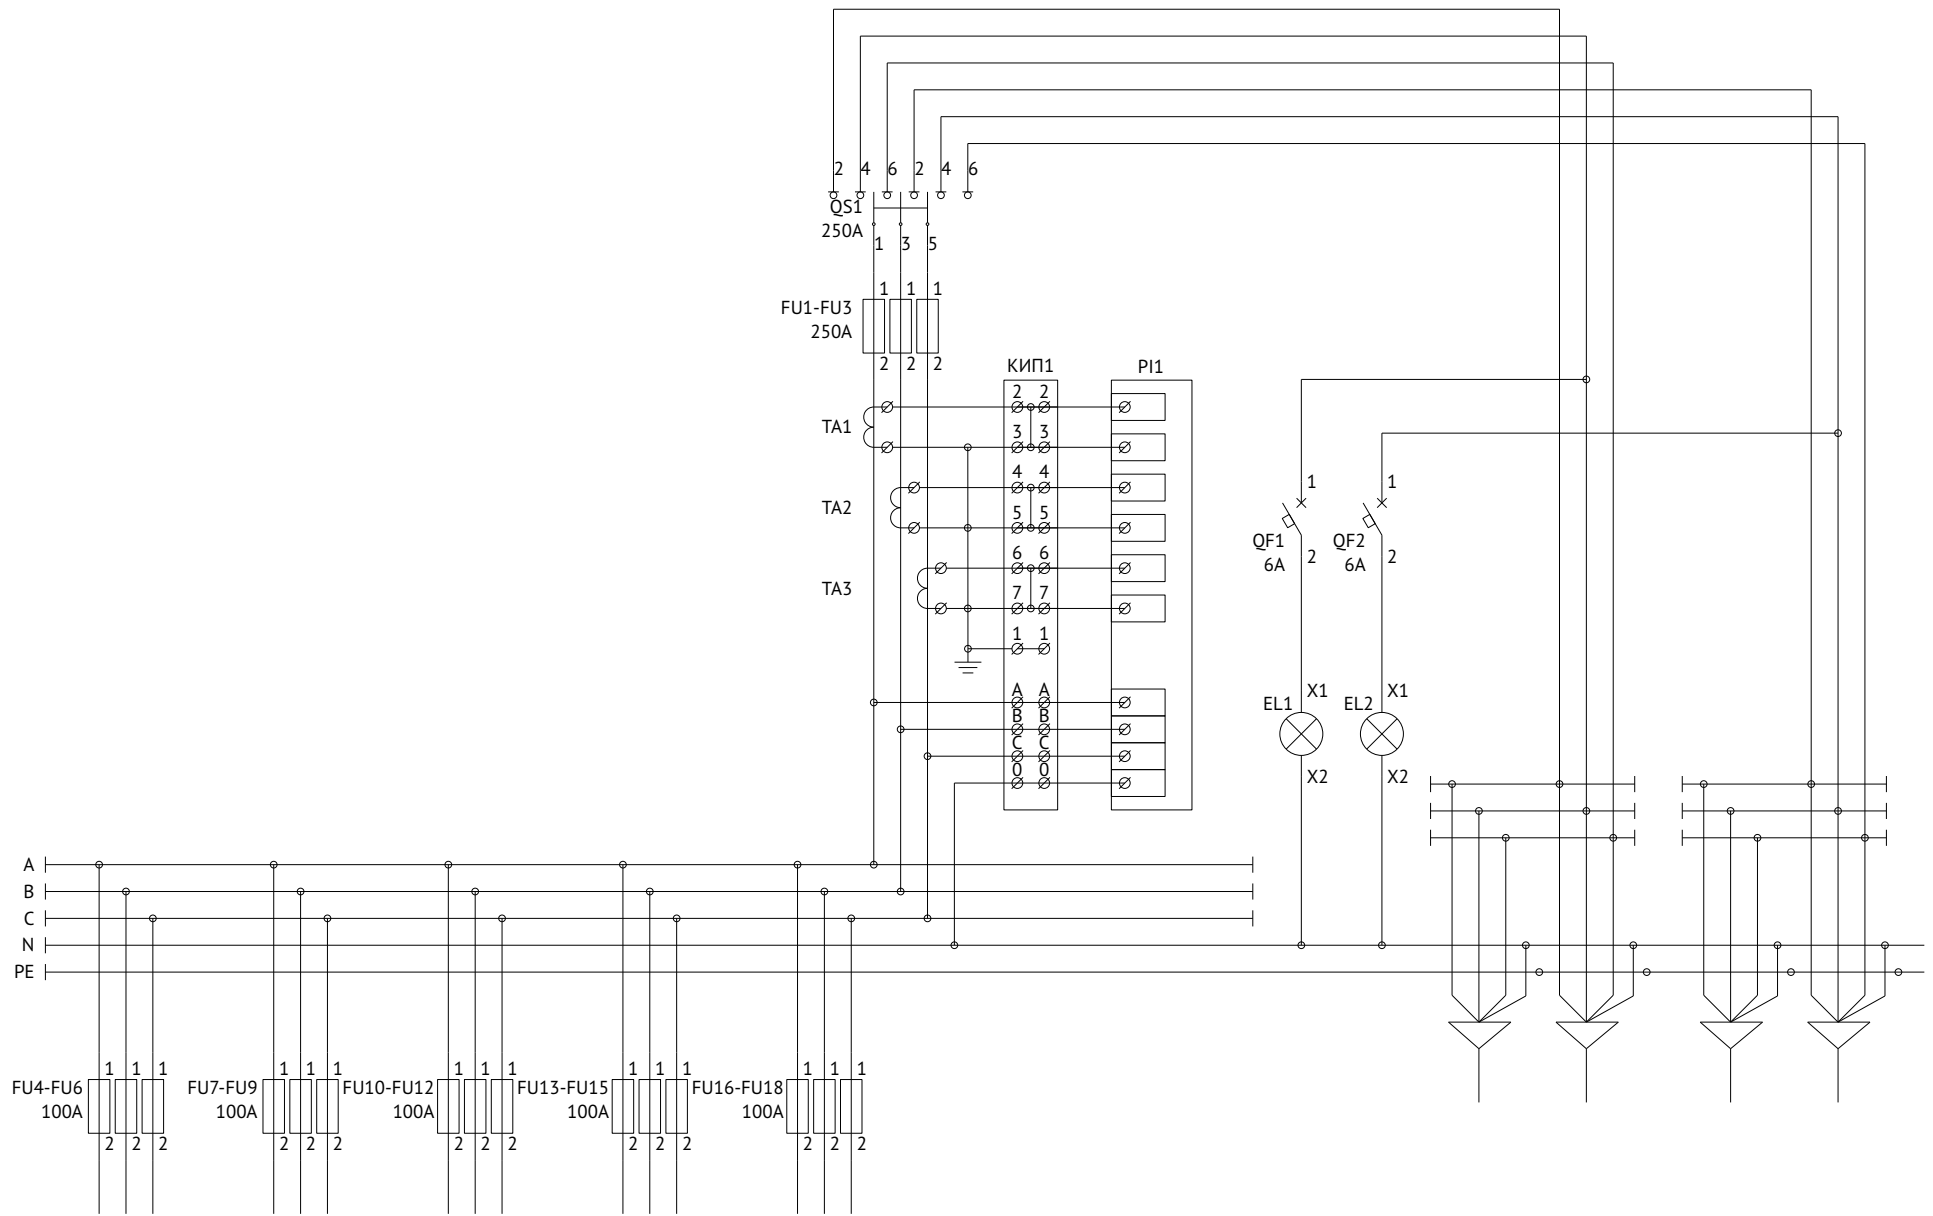 2 4 6 2 4 6
QS1
250A
1 3 5
1 1 1
FU1-FU3
250A
2 2 2
КИП1
PI1
2 2
TA1
3 3
4 4
1 1
TA2
5 5
QF1 QF2
6A 2 6A 2
6 6
TA3
7 7
1 1
A A
X1 X1
EL1 EL2
B B
C C
0 0
X2 X2
A
B
C
N
PE
1 1 1 1 1 1 1 1 1 1 1 1 1 1 1
FU4-FU6 FU7-FU9 FU10-FU12 FU13-FU15 FU16-FU18
100A 100A 100A 100A 100A
2 2 2 2 2 2 2 2 2 2 2 2 2 2 2